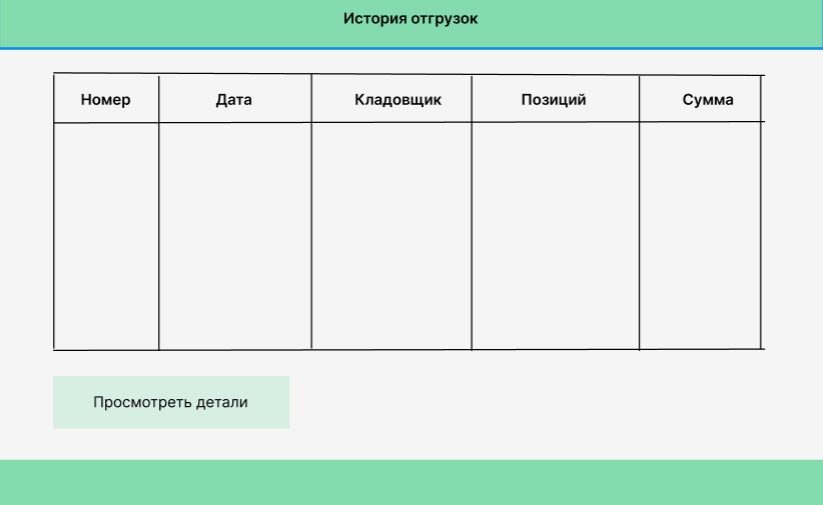 История отгрузок
Номер Дата Кладовщик Позиций Сумма
Просмотреть детали